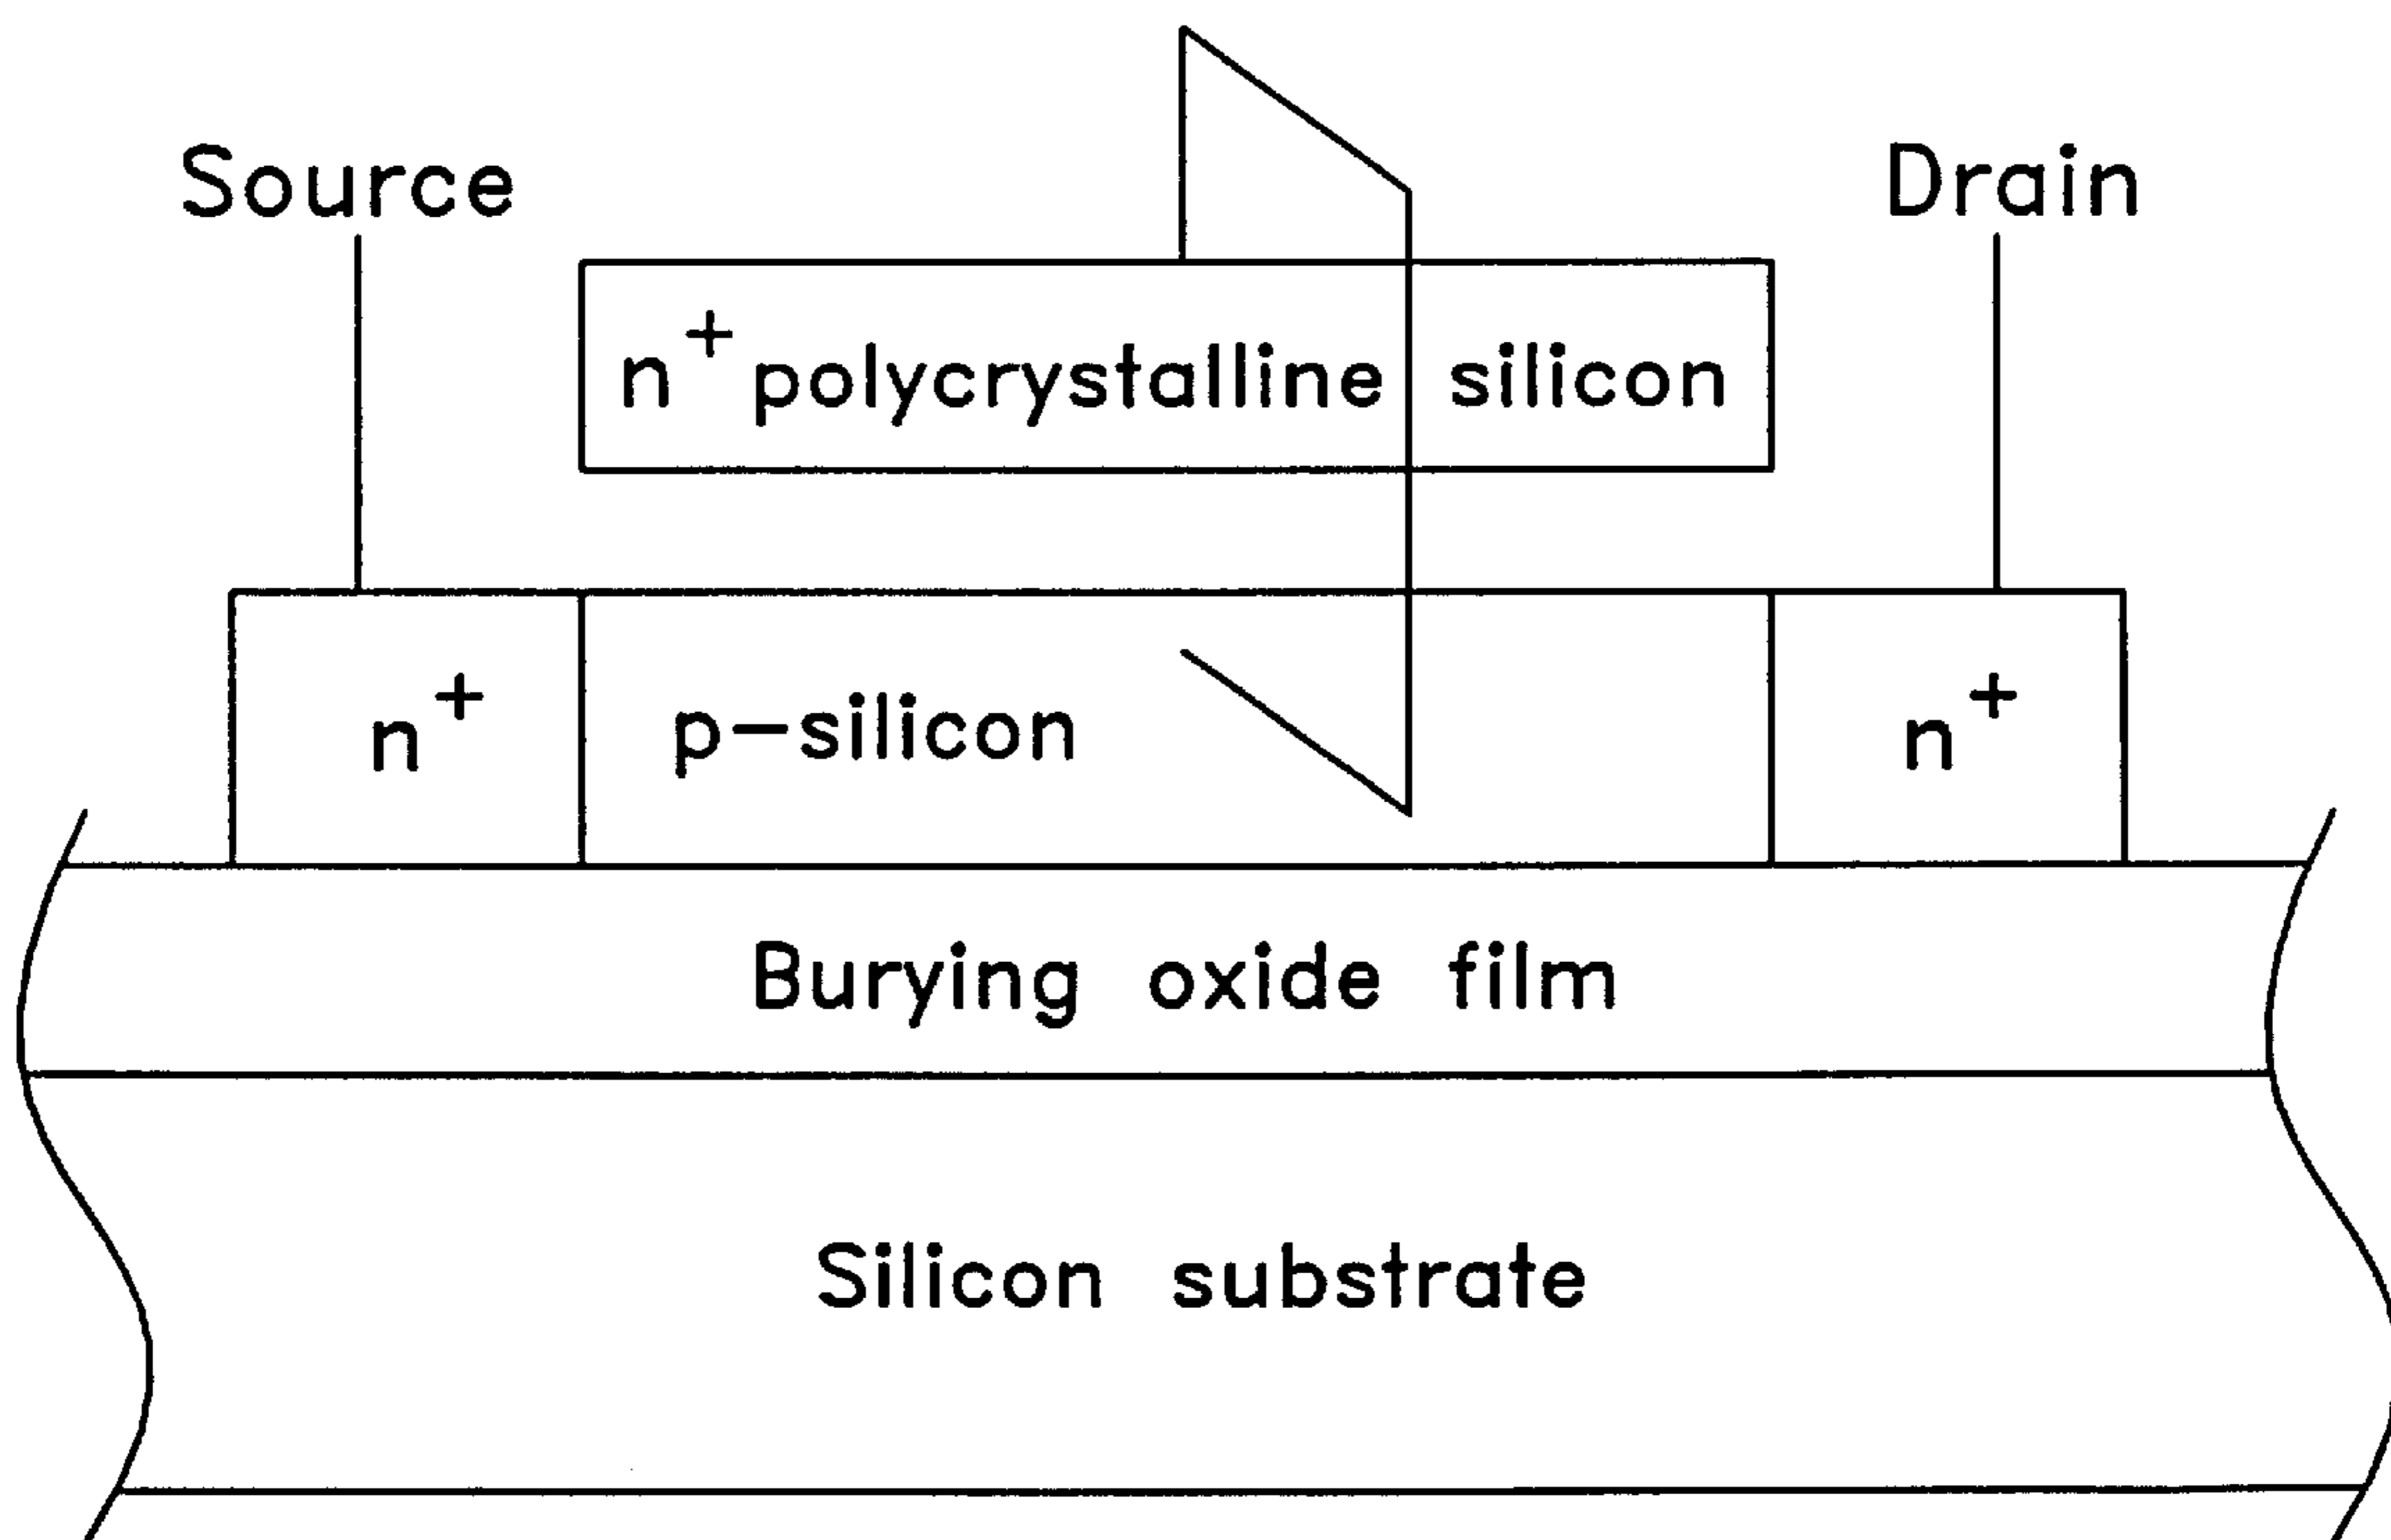 Source
Drain
n⁺ polycrystalline silicon
n⁺
p-silicon
n⁺
Burying oxide film
Silicon substrate